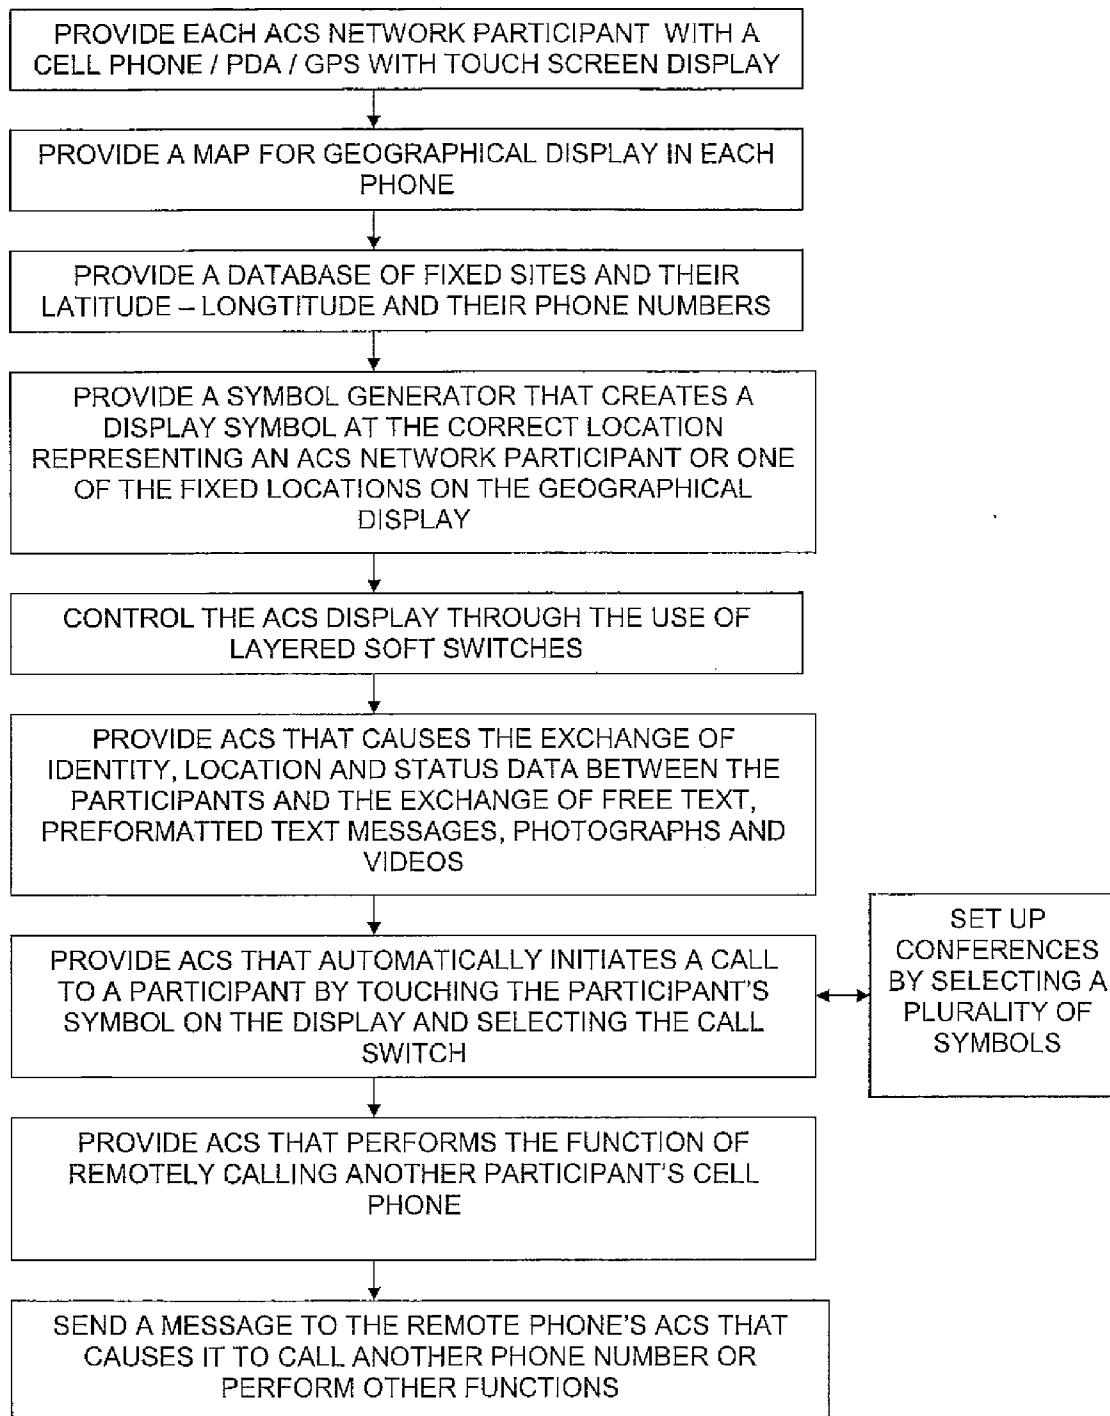 PROVIDE EACH ACS NETWORK PARTICIPANT WITH A
CELL PHONE / PDA / GPS WITH TOUCH SCREEN DISPLAY
PROVIDE A MAP FOR GEOGRAPHICAL DISPLAY IN EACH
PHONE
PROVIDE A DATABASE OF FIXED SITES AND THEIR
LATITUDE – LONGTITUDE AND THEIR PHONE NUMBERS
PROVIDE A SYMBOL GENERATOR THAT CREATES A
DISPLAY SYMBOL AT THE CORRECT LOCATION
REPRESENTING AN ACS NETWORK PARTICIPANT OR ONE
OF THE FIXED LOCATIONS ON THE GEOGRAPHICAL
DISPLAY
CONTROL THE ACS DISPLAY THROUGH THE USE OF
LAYERED SOFT SWITCHES
PROVIDE ACS THAT CAUSES THE EXCHANGE OF
IDENTITY, LOCATION AND STATUS DATA BETWEEN THE
PARTICIPANTS AND THE EXCHANGE OF FREE TEXT,
PREFORMATTED TEXT MESSAGES, PHOTOGRAPHS AND
VIDEOS
PROVIDE ACS THAT AUTOMATICALLY INITIATES A CALL
TO A PARTICIPANT BY TOUCHING THE PARTICIPANT'S
SYMBOL ON THE DISPLAY AND SELECTING THE CALL
SWITCH
SET UP
CONFERENCES
BY SELECTING A
PLURALITY OF
SYMBOLS
PROVIDE ACS THAT PERFORMS THE FUNCTION OF
REMOTELY CALLING ANOTHER PARTICIPANT'S CELL
PHONE
SEND A MESSAGE TO THE REMOTE PHONE'S ACS THAT
CAUSES IT TO CALL ANOTHER PHONE NUMBER OR
PERFORM OTHER FUNCTIONS